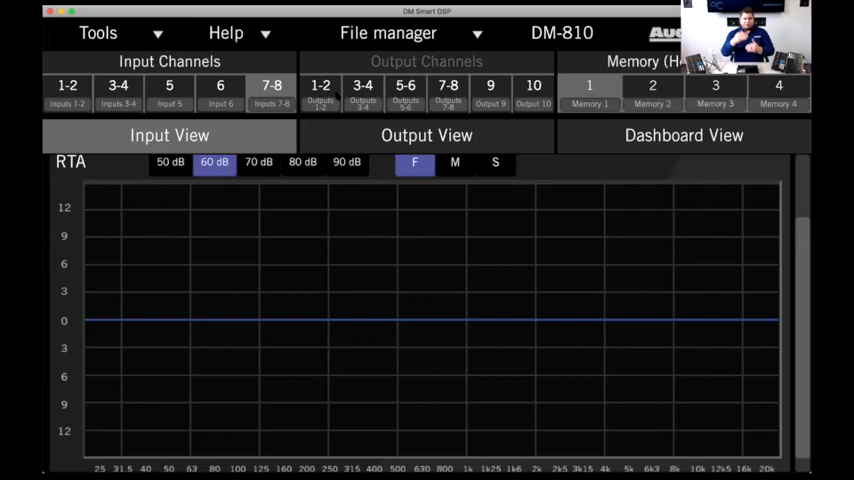 DM Smart DSP
Tools Help File manager DM-810
Input Channels Output Channels Memory
1-2 3-4 5 6 7-8 1-2 3-4 5-6 7-8 9 10 1 2 3 4
Inputs 1-2 Inputs 3-4 Input 5 Input 6 Inputs 7-8 Outputs 1-2 Outputs 3-4 Outputs 5-6 Outputs 7-8 Output 9 Output 10 Memory 1 Memory 2 Memory 3 Memory 4
Input View Output View Dashboard View
RTA 50 dB 60 dB 70 dB 80 dB 90 dB F M S
12
9
6
3
0
3
6
9
12
25 31.5 40 50 63 80 100 125 160 200 250 315 400 500 630 800 1k 1k25 1k6 2k 2k5 3k15 4k 5k 6k3 8k 10k 12k5 16k 20k